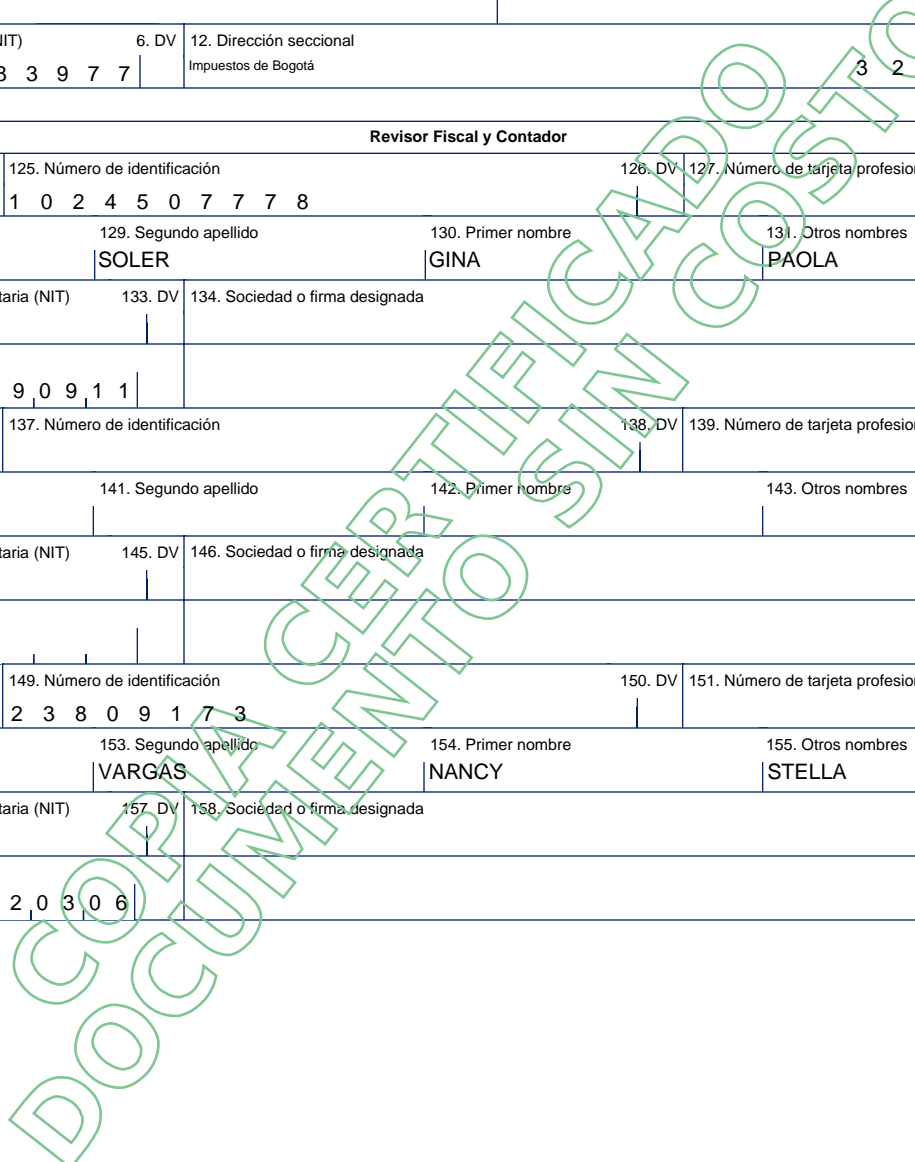 IT) 6. DV 12. Dirección seccional
3 3 9 7 7 Impuestos de Bogotá 3 2
Revisor Fiscal y Contador
125. Número de identificación 126. DV 127. Número de tarjeta profesion
1 0 2 4 5 0 7 7 7 8
129. Segundo apellido 130. Primer nombre 131. Otros nombres
SOLER GINA PAOLA
taria (NIT) 133. DV 134. Sociedad o firma designada
9 0 9 1 1
137. Número de identificación 138. DV 139. Número de tarjeta profesion
141. Segundo apellido 142. Primer nombre 143. Otros nombres
taria (NIT) 145. DV 146. Sociedad o firma designada
149. Número de identificación 150. DV 151. Número de tarjeta profesion
2 3 8 0 9 1 7 3
153. Segundo apellido 154. Primer nombre 155. Otros nombres
VARGAS NANCY STELLA
taria (NIT) 157. DV 158. Sociedad o firma designada
2 0 3 0 6
COPIA CERTIFICADO
DOCUMENTO SIN COSTO